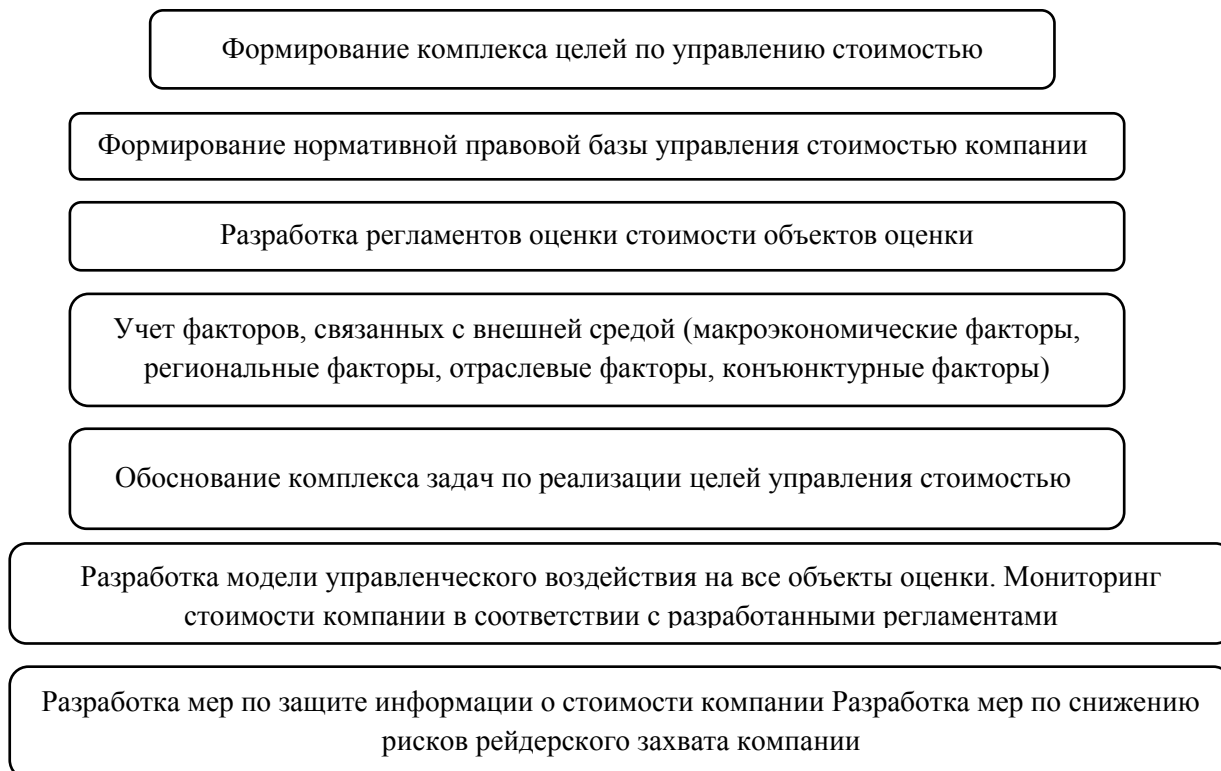 Формирование комплекса целей по управлению стоимостью
Формирование нормативной правовой базы управления стоимостью компании
Разработка регламентов оценки стоимости объектов оценки
Учет факторов, связанных с внешней средой (макроэкономические факторы,
региональные факторы, отраслевые факторы, конъюнктурные факторы)
Обоснование комплекса задач по реализации целей управления стоимостью
Разработка модели управленческого воздействия на все объекты оценки. Мониторинг
стоимости компании в соответствии с разработанными регламентами
Разработка мер по защите информации о стоимости компании Разработка мер по снижению
рисков рейдерского захвата компании